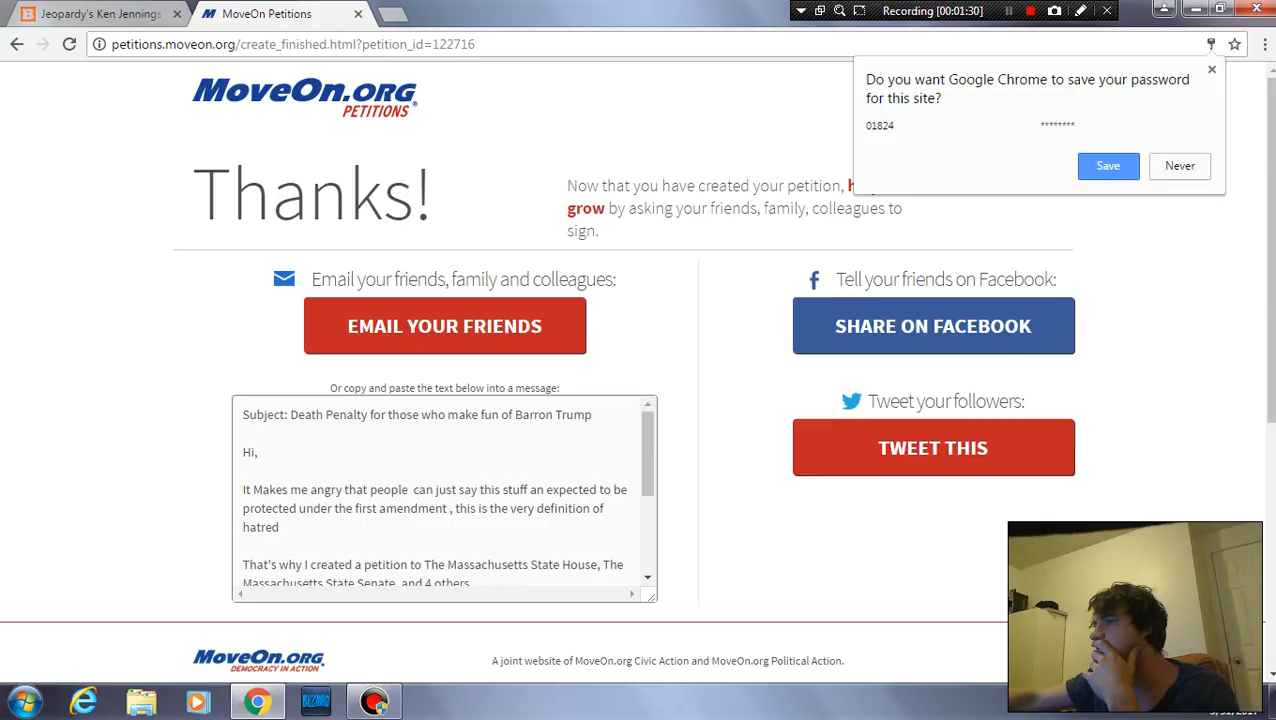 Jeopardy's Ken Jennings
MoveOn Petitions
Recording [00:01:30]
petitions.moveon.org/create_finished.html?petition_id=122716
Do you want Google Chrome to save your password
for this site?
01824 ********
Save Never
MoveOn.ORG
PETITIONS
Thanks!
Now that you have created your petition,
grow by asking your friends, family, colleagues to
sign.
Email your friends, family and colleagues:
EMAIL YOUR FRIENDS
Or copy and paste the text below into a message:
Subject: Death Penalty for those who make fun of Barron Trump
Hi,
It Makes me angry that people can just say this stuff an expected to be
protected under the first amendment , this is the very definition of
hatred
That's why I created a petition to The Massachusetts State House, The
Massachusetts State Senate, and 4 others
Tell your friends on Facebook:
SHARE ON FACEBOOK
Tweet your followers:
TWEET THIS
MoveOn.ORG
DEMOCRACY IN ACTION
A joint website of MoveOn.org Civic Action and MoveOn.org Political Action.
BLIZZARD